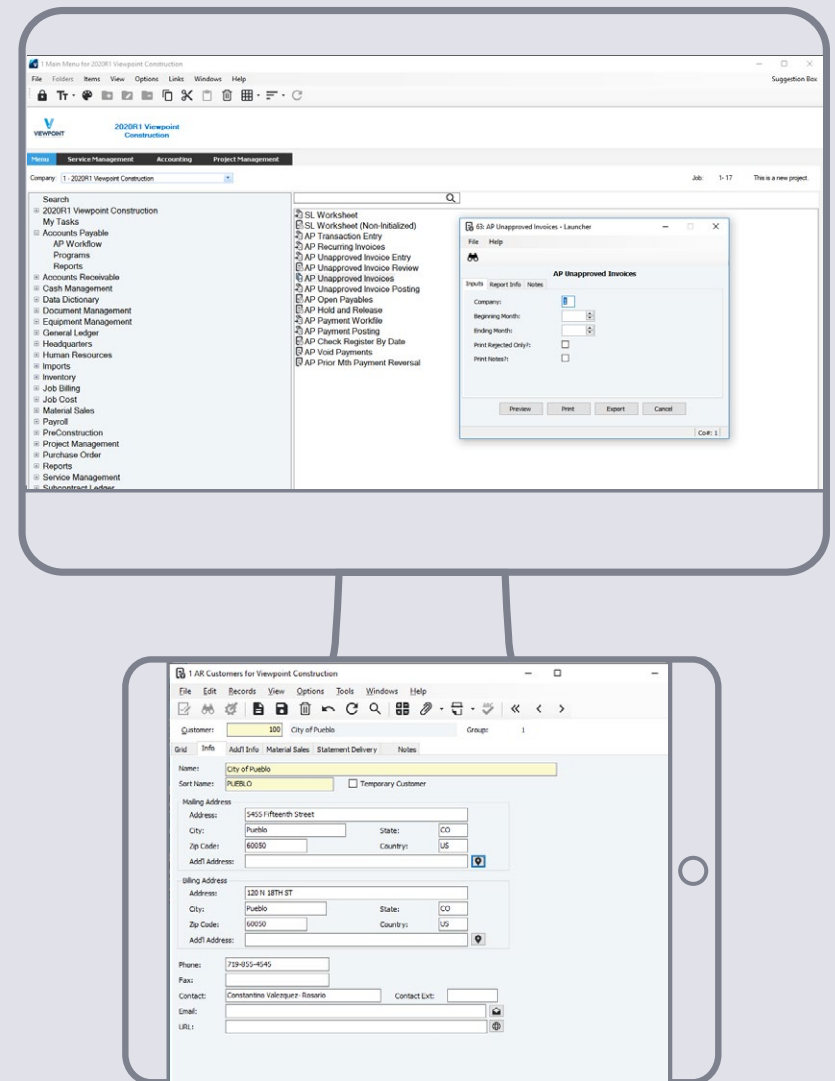 1 Main Menu for 2020R1 Viewpoint Construction
File Folders Items View Options Links Windows Help Suggestion Box
VIEWPOINT
2020R1 Viewpoint
Construction
Menu Service Management Accounting Project Management
Company: 1 - 2020R1 Viewpoint Construction Job: 1- 17 This is a new project.
Search
2020R1 Viewpoint Construction
My Tasks
Accounts Payable
AP Workflow
Programs
Reports
Accounts Receivable
Cash Management
Data Dictionary
Document Management
Equipment Management
General Ledger
Headquarters
Human Resources
Imports
Inventory
Job Billing
Job Cost
Material Sales
Payroll
PreConstruction
Project Management
Purchase Order
Reports
Service Management
Subcontract Ledger
SL Worksheet
SL Worksheet (Non-Initialized)
AP Transaction Entry
AP Recurring Invoices
AP Unapproved Invoice Entry
AP Unapproved Invoice Review
AP Unapproved Invoices
AP Unapproved Invoice Posting
AP Open Payables
AP Hold and Release
AP Payment Workfile
AP Payment Posting
AP Check Register By Date
AP Void Payments
AP Prior Mth Payment Reversal
63: AP Unapproved Invoices - Launcher
File Help
AP Unapproved Invoices
Inputs Report Info Notes
Company: 1
Beginning Month:
Ending Month:
Print Rejected Only?:
Print Notes?:
Preview Print Export Cancel
Co#: 1
1 AR Customers for Viewpoint Construction
File Edit Records View Options Tools Windows Help
Customer: 100 City of Pueblo Group: 1
Grid Info Add'l Info Material Sales Statement Delivery Notes
Name: City of Pueblo
Sort Name: PUEBLO Temporary Customer
Mailing Address
Address: 5455 Fifteenth Street
City: Pueblo State: CO
Zip Code: 60050 Country: US
Add'l Address:
Billing Address
Address: 120 N 18TH ST
City: Pueblo State: CO
Zip Code: 60050 Country: US
Add'l Address:
Phone: 719-855-4545
Fax:
Contact: Constantino Valezquez- Rosario Contact Ext:
Email:
URL: